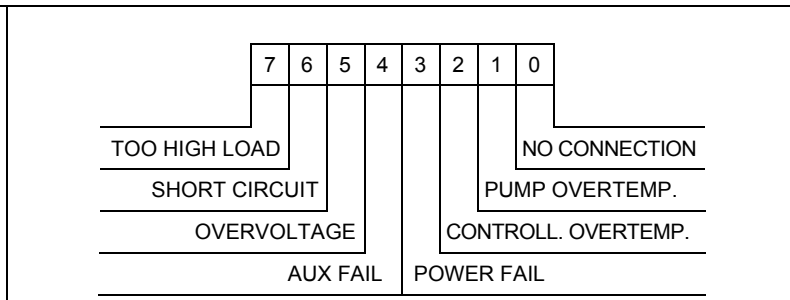 7 6 5 4 3 2 1 0
TOO HIGH LOAD NO CONNECTION
SHORT CIRCUIT PUMP OVERTEMP.
OVERVOLTAGE CONTROLL. OVERTEMP.
AUX FAIL POWER FAIL